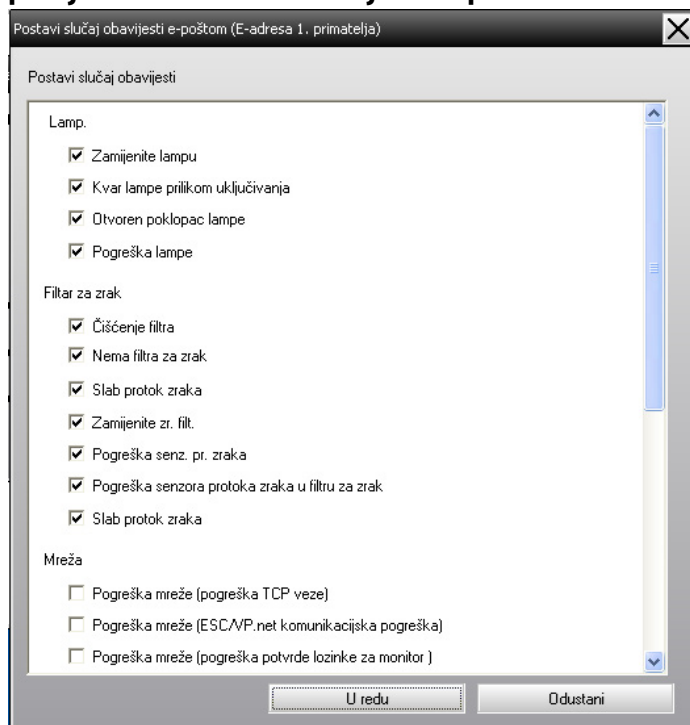 Postavi slučaj obavijesti e-poštom (E-adresa 1. primatelja)
Postavi slučaj obavijesti
Lamp.
Zamijenite lampu
Kvar lampe prilikom uključivanja
Otvoren poklopac lampe
Pogreška lampe
Filtar za zrak
Čišćenje filtra
Nema filtra za zrak
Slab protok zraka
Zamijenite zr. filt.
Pogreška senz. pr. zraka
Pogreška senzora protoka zraka u filtru za zrak
Slab protok zraka
Mreža
Pogreška mreže (pogreška TCP veze)
Pogreška mreže (ESC/VP.net komunikacijska pogreška)
Pogreška mreže (pogreška potvrde lozinke za monitor )
U redu
Odustani